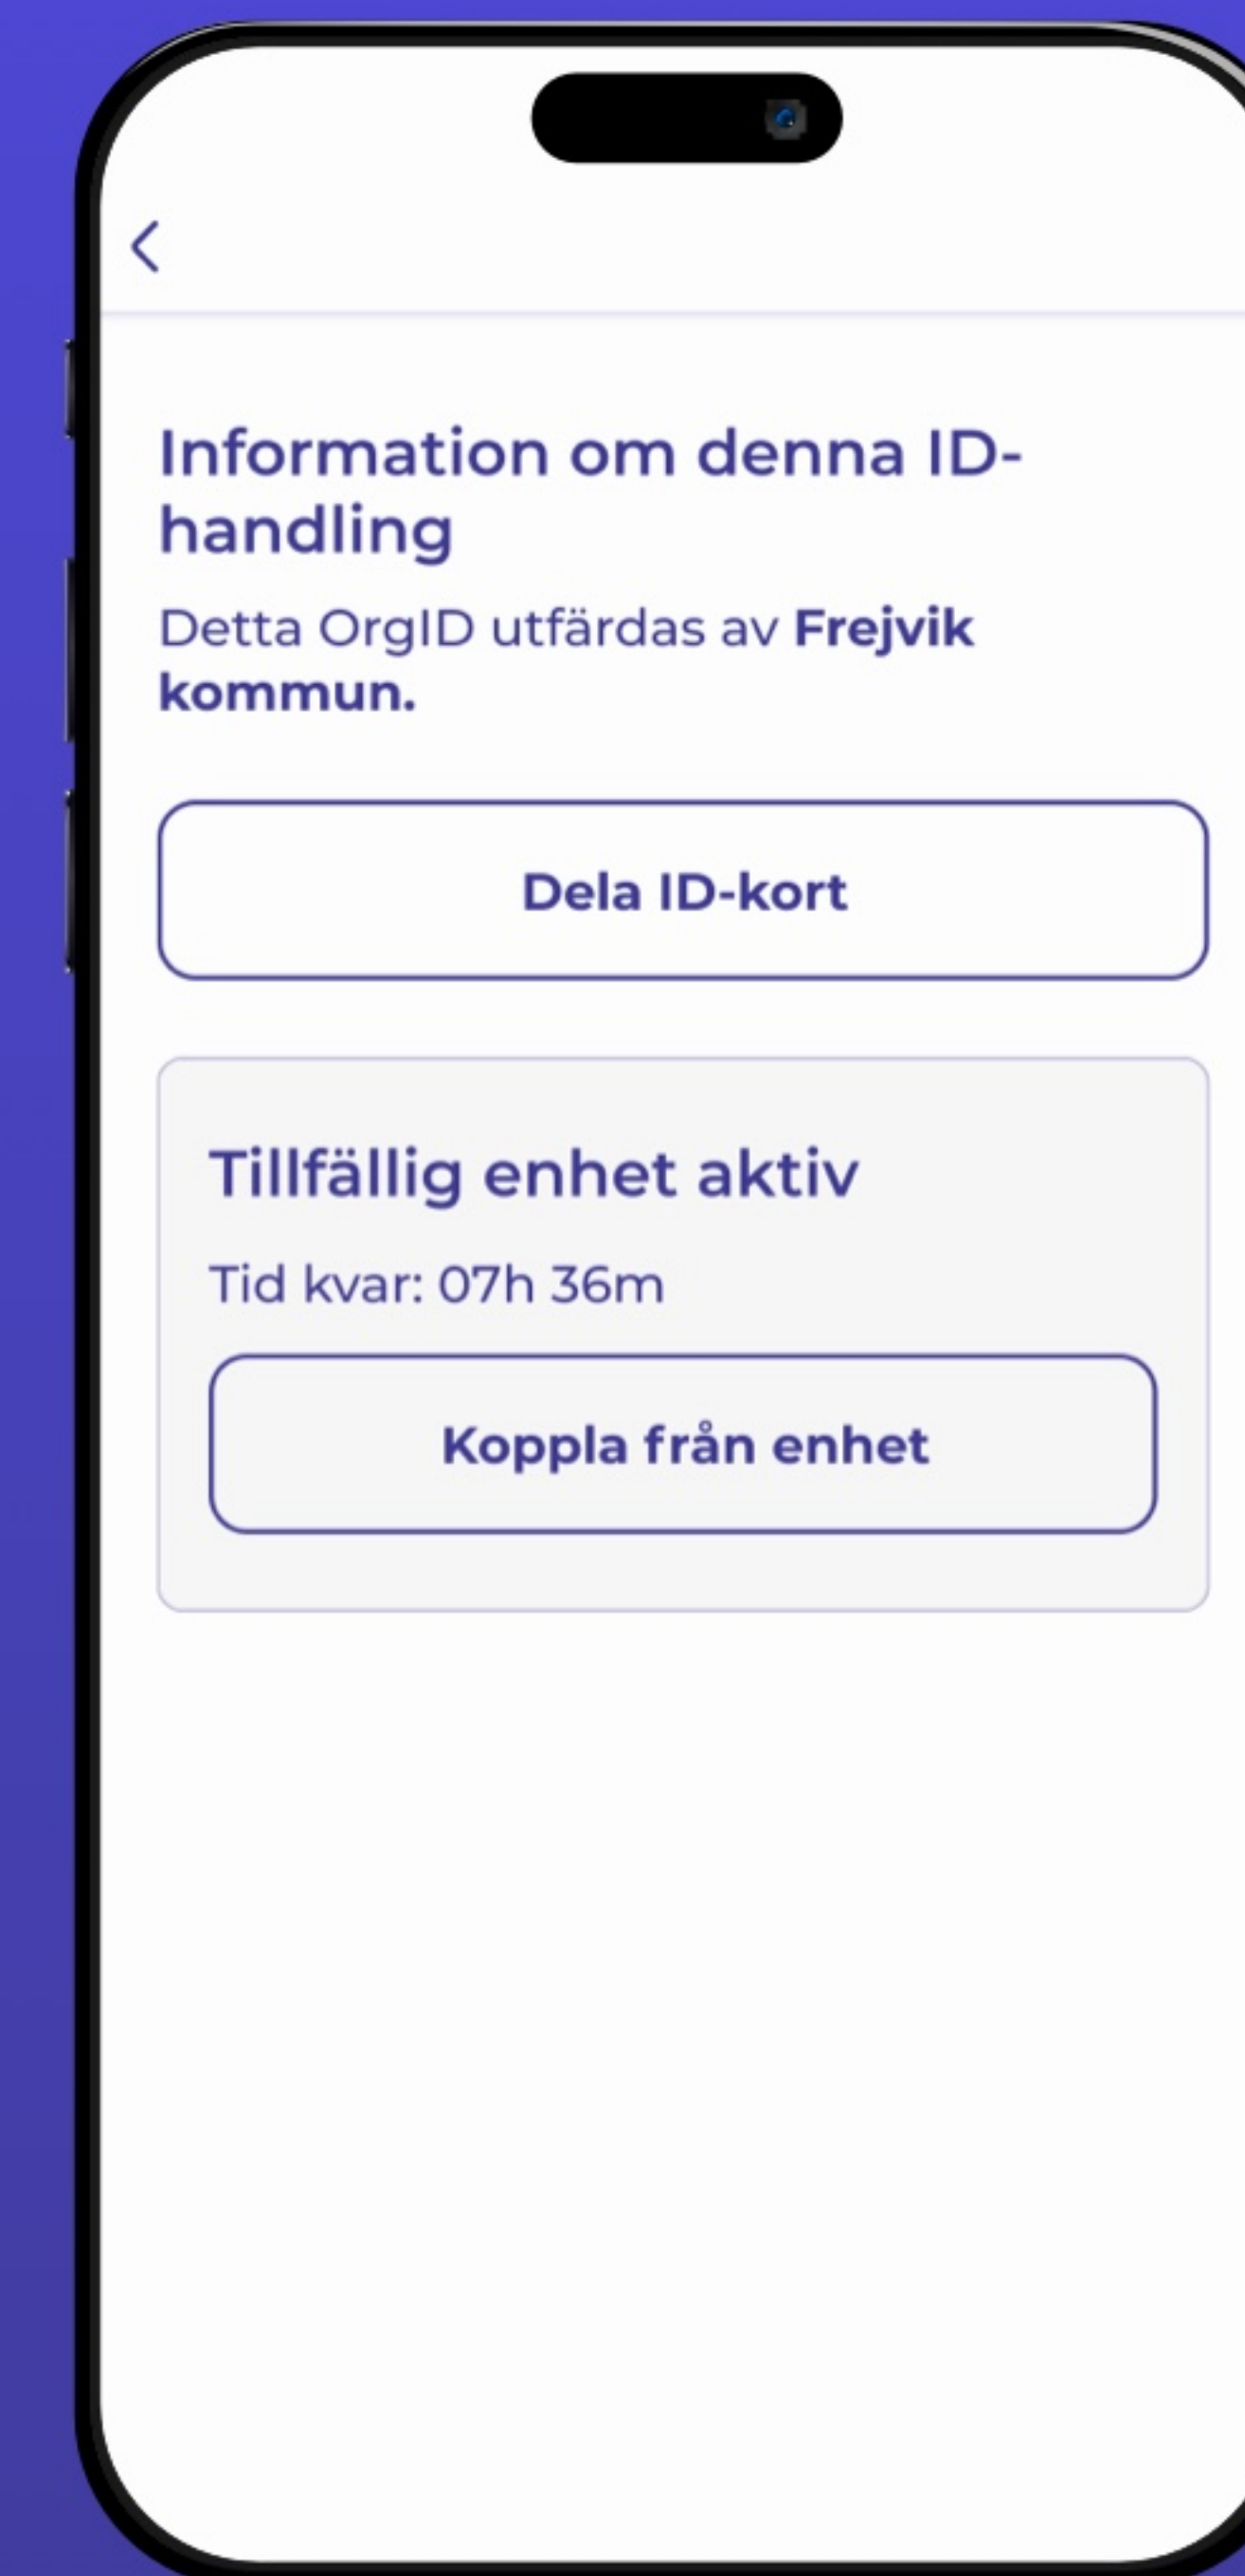 Information om denna ID-
handling
Detta OrgID utfärdas av Frejvik
kommun.
Dela ID-kort
Tillfällig enhet aktiv
Tid kvar: 07h 36m
Koppla från enhet